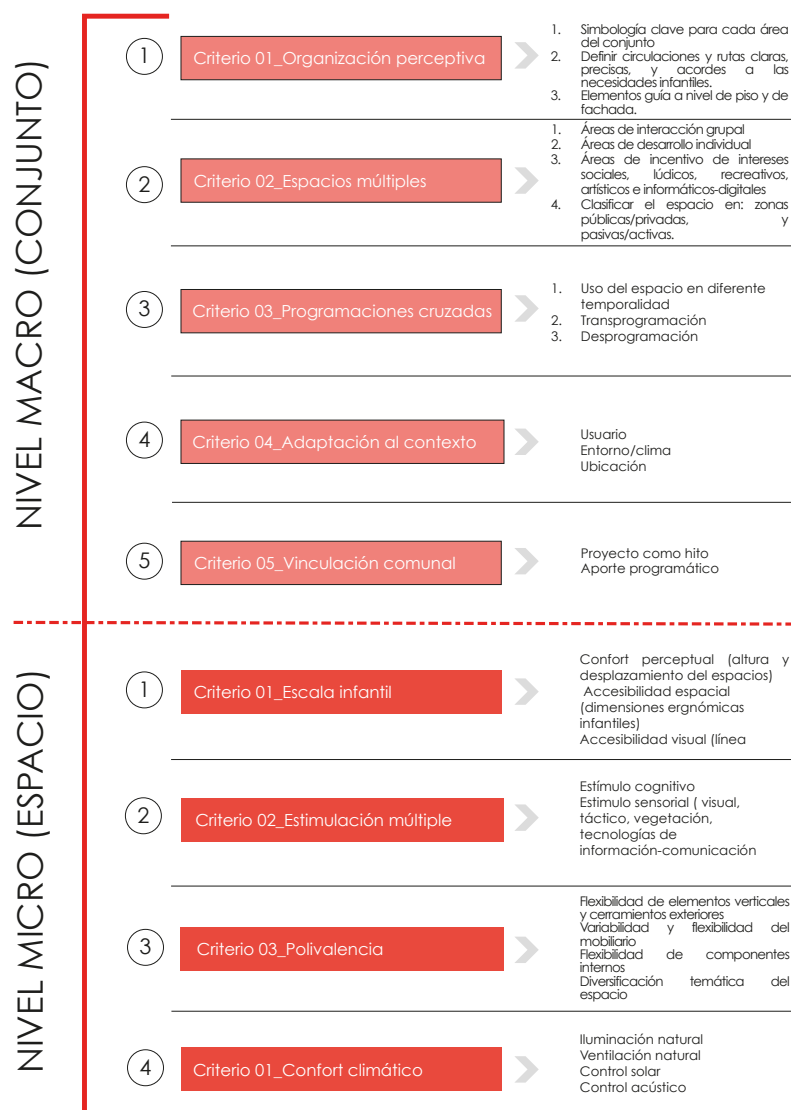 NIVEL MACRO (CONJUNTO)
1
Criterio 01_Organización perceptiva
1. Simbología clave para cada área
del conjunto
2. Definir circulaciones y rutas claras,
precisas, y acordes a las
necesidades infantiles.
3. Elementos guía a nivel de piso y de
fachada.
2
Criterio 02_Espacios múltiples
1. Áreas de interacción grupal
2. Áreas de desarrollo individual
3. Áreas de incentivo de intereses
sociales, lúdicos, recreativos,
artísticos e informáticos-digitales
4. Clasificar el espacio en: zonas
públicas/privadas, y
pasivas/activas.
3
Criterio 03_Programaciones cruzadas
1. Uso del espacio en diferente
temporalidad
2. Transprogramación
3. Desprogramación
4
Criterio 04_Adaptación al contexto
Usuario
Entorno/clima
Ubicación
5
Criterio 05_Vinculación comunal
Proyecto como hito
Aporte programático
NIVEL MICRO (ESPACIO)
1
Criterio 01_Escala infantil
Confort perceptual (altura y
desplazamiento del espacios)
Accesibilidad espacial
(dimensiones ergnómicas
infantiles)
Accesibilidad visual (línea
2
Criterio 02_Estimulación múltiple
Estímulo cognitivo
Estimulo sensorial ( visual,
táctico, vegetación,
tecnologías de
información-comunicación
3
Criterio 03_Polivalencia
Flexibilidad de elementos verticales
y cerramientos exteriores
Variabilidad y flexibilidad del
mobiliario
Flexibilidad de componentes
internos
Diversificación temática del
espacio
4
Criterio 01_Confort climático
Iluminación natural
Ventilación natural
Control solar
Control acústico